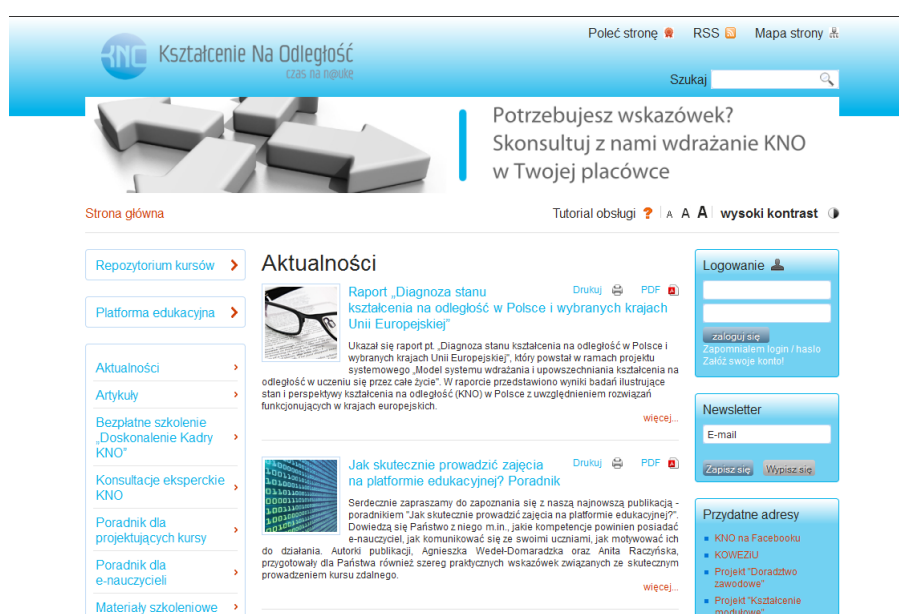 Poleć stronę RSS Mapa strony
KNO Kształcenie Na Odległość
czas na n@ukę
Szukaj
Potrzebujesz wskazówek?
Skonsultuj z nami wdrażanie KNO
w Twojej placówce
Strona główna
Tutorial obsługi ? A A A wysoki kontrast
Repozytorium kursów
Platforma edukacyjna
Aktualności
Artykuły
Bezpłatne szkolenie
„Doskonalenie Kadry
KNO"
Konsultacje eksperckie
KNO
Poradnik dla
projektujących kursy
Poradnik dla
e-nauczycieli
Materiały szkoleniowe
Aktualności
Drukuj PDF
Raport „Diagnoza stanu
kształcenia na odległość w Polsce i wybranych krajach
Unii Europejskiej”
Ukazał się raport pt. „Diagnoza stanu kształcenia na odległość w Polsce i
wybranych krajach Unii Europejskiej”, który powstał w ramach projektu
systemowego „Model systemu wdrażania i upowszechniania kształcenia na
odległość w uczeniu się przez całe życie”. W raporcie przedstawiono wyniki badań ilustrujące
stan i perspektywy kształcenia na odległość (KNO) w Polsce z uwzględnieniem rozwiązań
funkcjonujących w krajach europejskich.
więcej...
Drukuj PDF
Jak skutecznie prowadzić zajęcia
na platformie edukacyjnej? Poradnik
Serdecznie zapraszamy do zapoznania się z naszą najnowszą publikacją -
poradnikiem "Jak skutecznie prowadzić zajęcia na platformie edukacyjnej?".
Dowiedzą się Państwo z niego m.in., jakie kompetencje powinien posiadać
e-nauczyciel, jak komunikować się ze swoimi uczniami, jak motywować ich
do działania. Autorki publikacji, Agnieszka Wedeł-Domaradzka oraz Anita Raczyńska,
przygotowały dla Państwa również szereg praktycznych wskazówek związanych ze skutecznym
prowadzeniem kursu zdalnego.
więcej...
Logowanie
zaloguj się
Zapomniałem login / hasło
Załóż swoje konto!
Newsletter
E-mail
Zapisz się Wypisz się
Przydatne adresy
KNO na Facebooku
KOWEZiU
Projekt "Doradztwo
zawodowe"
Projekt "Kształcenie
modułowe"